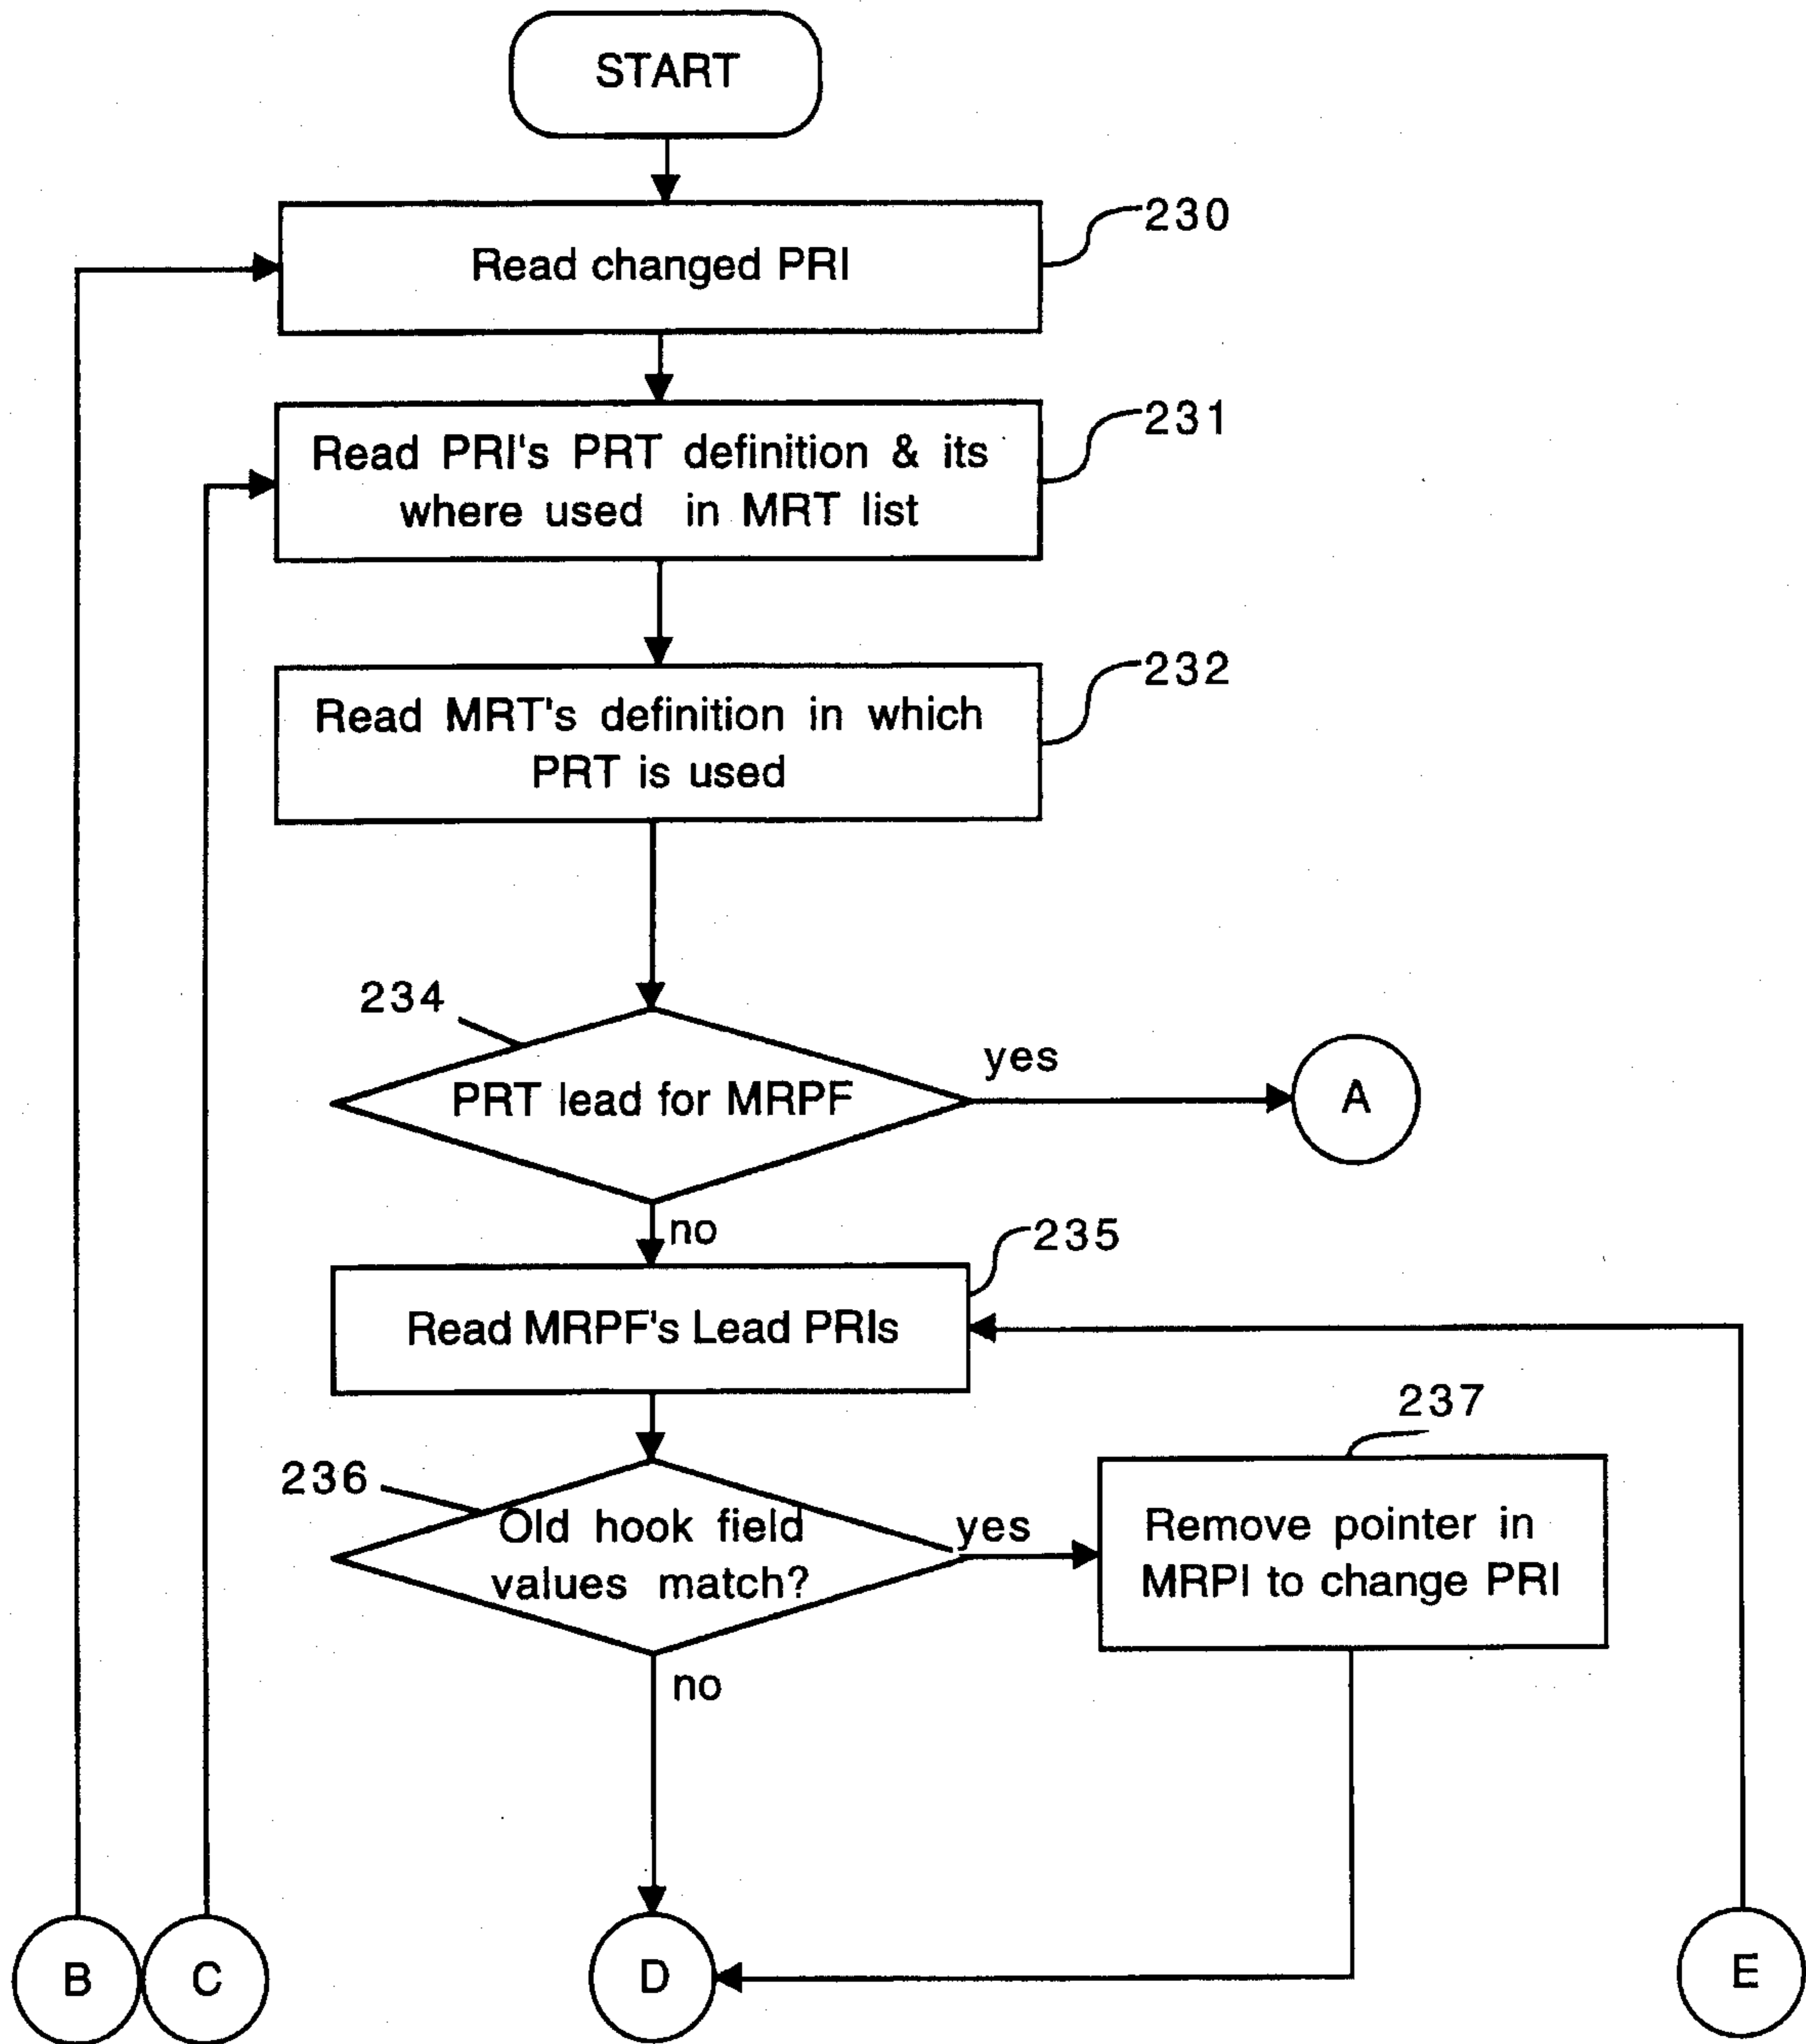 START
230
Read changed PRI
231
Read PRI's PRT definition & its
where used in MRT list
232
Read MRT's definition in which
PRT is used
234
yes
PRT lead for MRPF
A
no
235
Read MRPF's Lead PRIs
237
236
Old hook field
values match?
yes
Remove pointer in
MRPI to change PRI
no
B
C
D
E